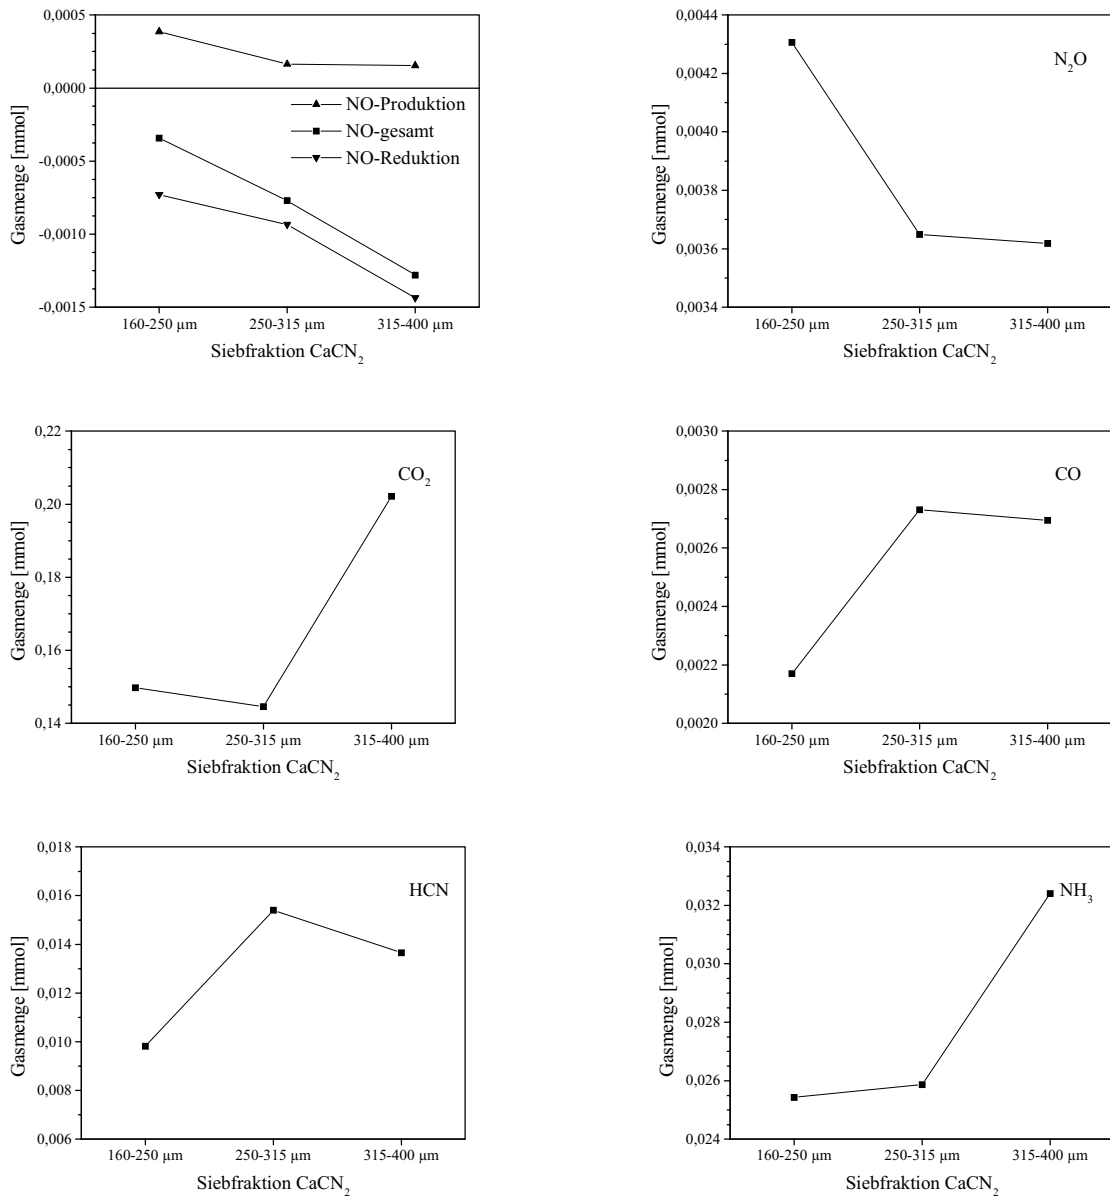 0,0005
0,0000
-0,0005
-0,0010
-0,0015
Gasmenge [mmol]
NO-Produktion
NO-gesamt
NO-Reduktion
160-250 µm 250-315 µm 315-400 µm
Siebfraktion CaCN₂
0,0044
0,0042
0,0040
0,0038
0,0036
0,0034
Gasmenge [mmol]
N₂O
160-250 µm 250-315 µm 315-400 µm
Siebfraktion CaCN₂
0,22
0,20
0,18
0,16
0,14
Gasmenge [mmol]
CO₂
160-250 µm 250-315 µm 315-400 µm
Siebfraktion CaCN₂
0,0030
0,0028
0,0026
0,0024
0,0022
0,0020
Gasmenge [mmol]
CO
160-250 µm 250-315 µm 315-400 µm
Siebfraktion CaCN₂
0,018
0,016
0,014
0,012
0,010
0,008
0,006
Gasmenge [mmol]
HCN
160-250 µm 250-315 µm 315-400 µm
Siebfraktion CaCN₂
0,034
0,032
0,030
0,028
0,026
0,024
Gasmenge [mmol]
NH₃
160-250 µm 250-315 µm 315-400 µm
Siebfraktion CaCN₂